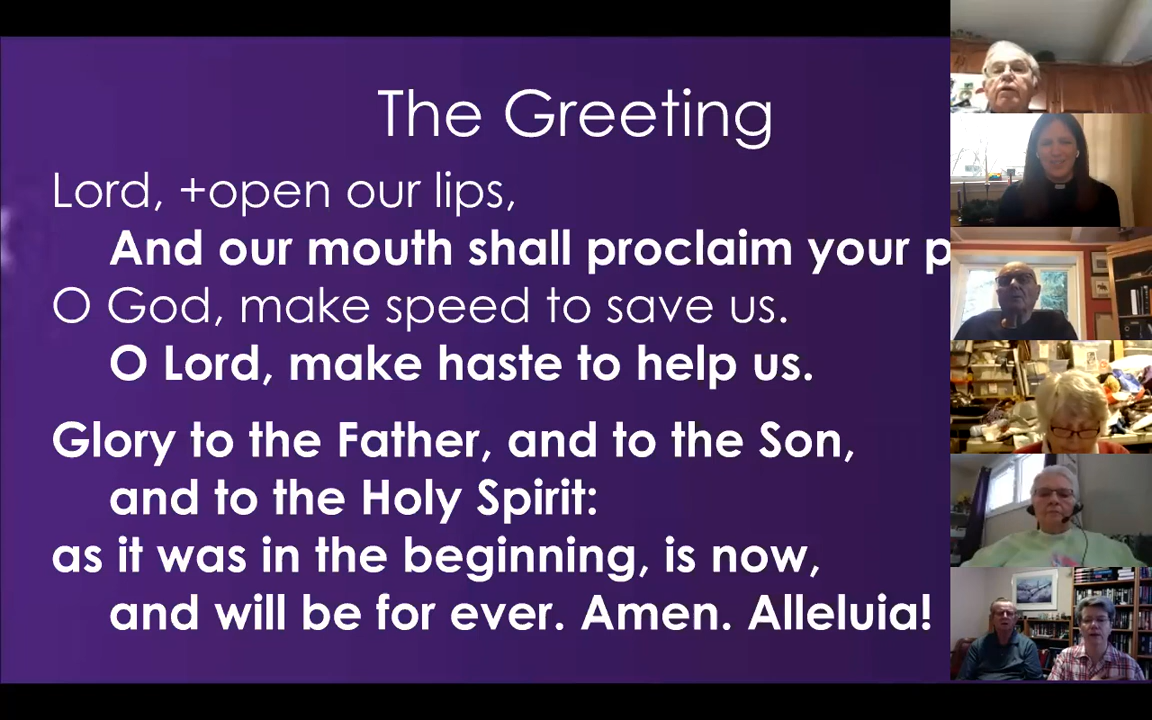 The Greeting
Lord, +open our lips,
And our mouth shall proclaim your p
O God, make speed to save us.
O Lord, make haste to help us.
Glory to the Father, and to the Son,
and to the Holy Spirit:
as it was in the beginning, is now,
and will be for ever. Amen. Alleluia!